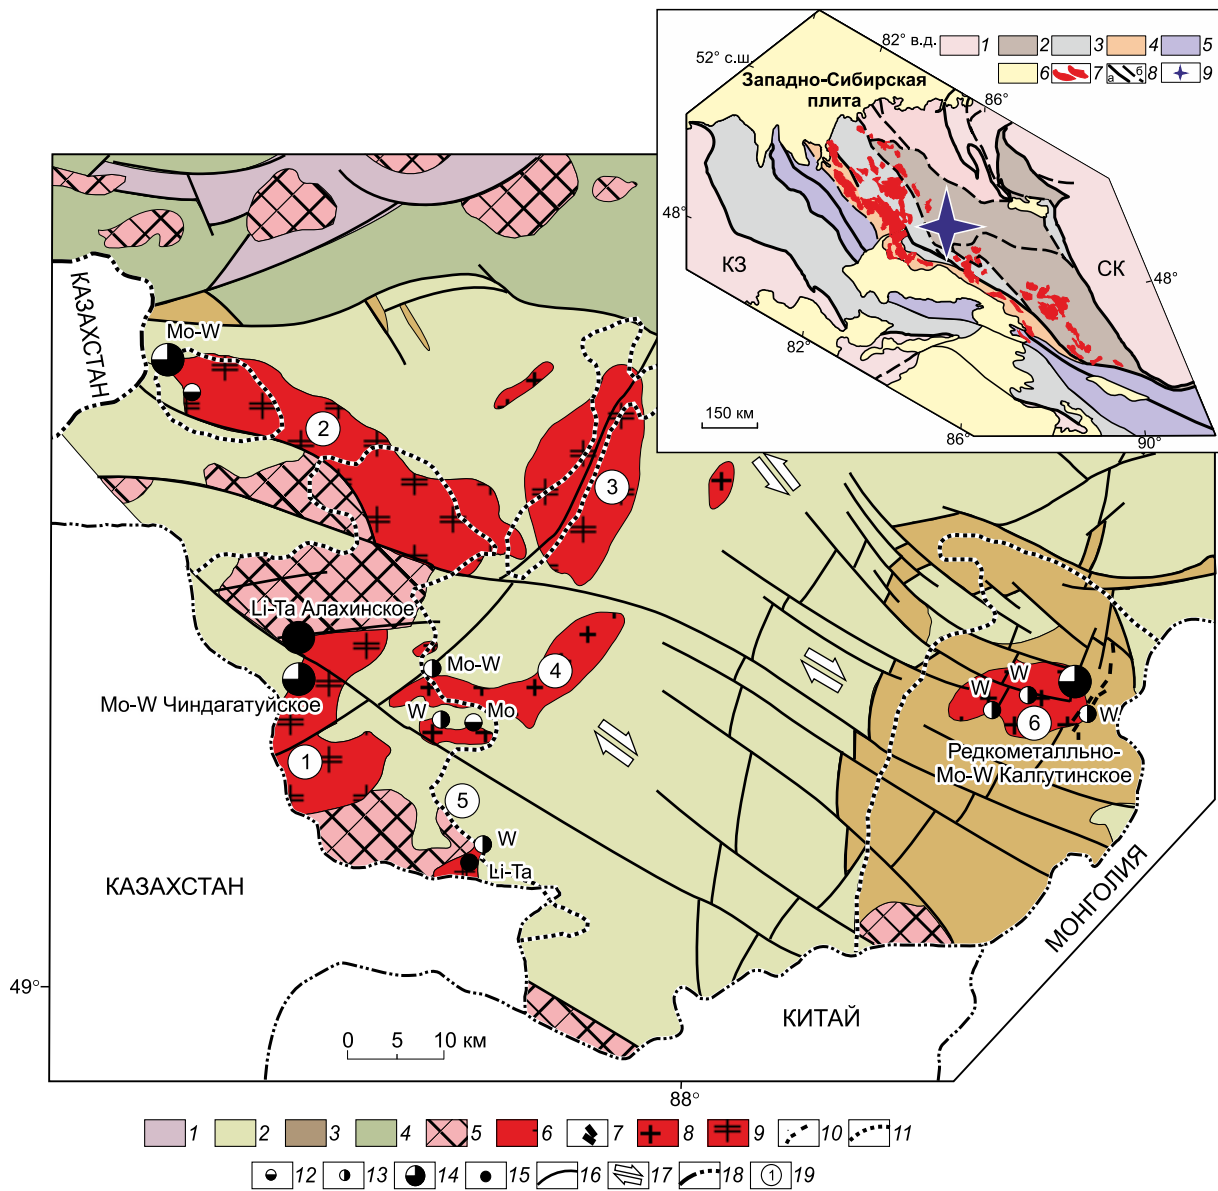 82° в.д.
1
2
3
4
5
52° с.ш.
6
7
а
б
8
9
Западно-Сибирская
плита
86°
48°
КЗ
СК
48°
82°
150 км
86°
90°
КАЗАХСТАН
Mo-W
2
3
Li-Ta Алахинское
Mo-W
4
Mo-W Чиндагатуйское
W
Mo
W
W
6
W
Редкометалльно-
Mo-W Калгутинское
1
5
W
Li-Ta
КАЗАХСТАН
МОНГОЛИЯ
49°
КИТАЙ
0 5 10 км
88°
1
2
3
4
5
6
7
8
9
10
11
12
13
14
15
16
17
18
1
19